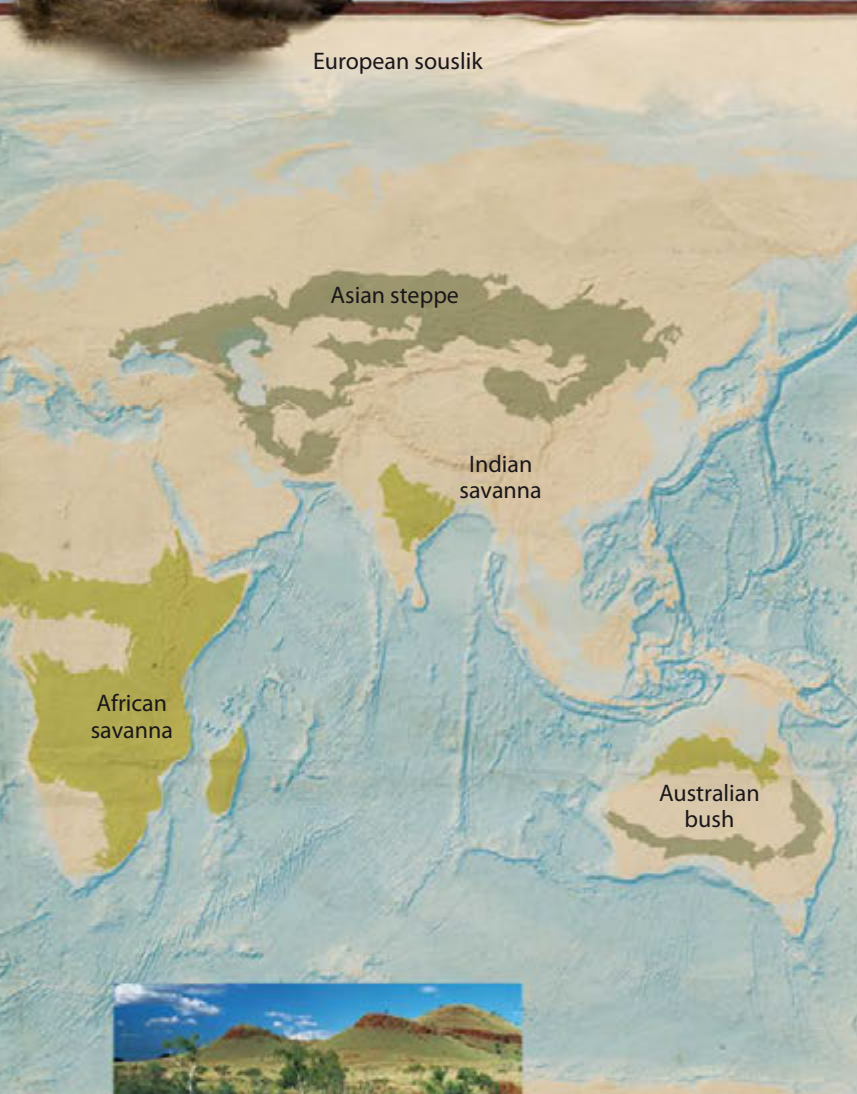 European souslik
Asian steppe
Indian
savanna
African
savanna
Australian
bush